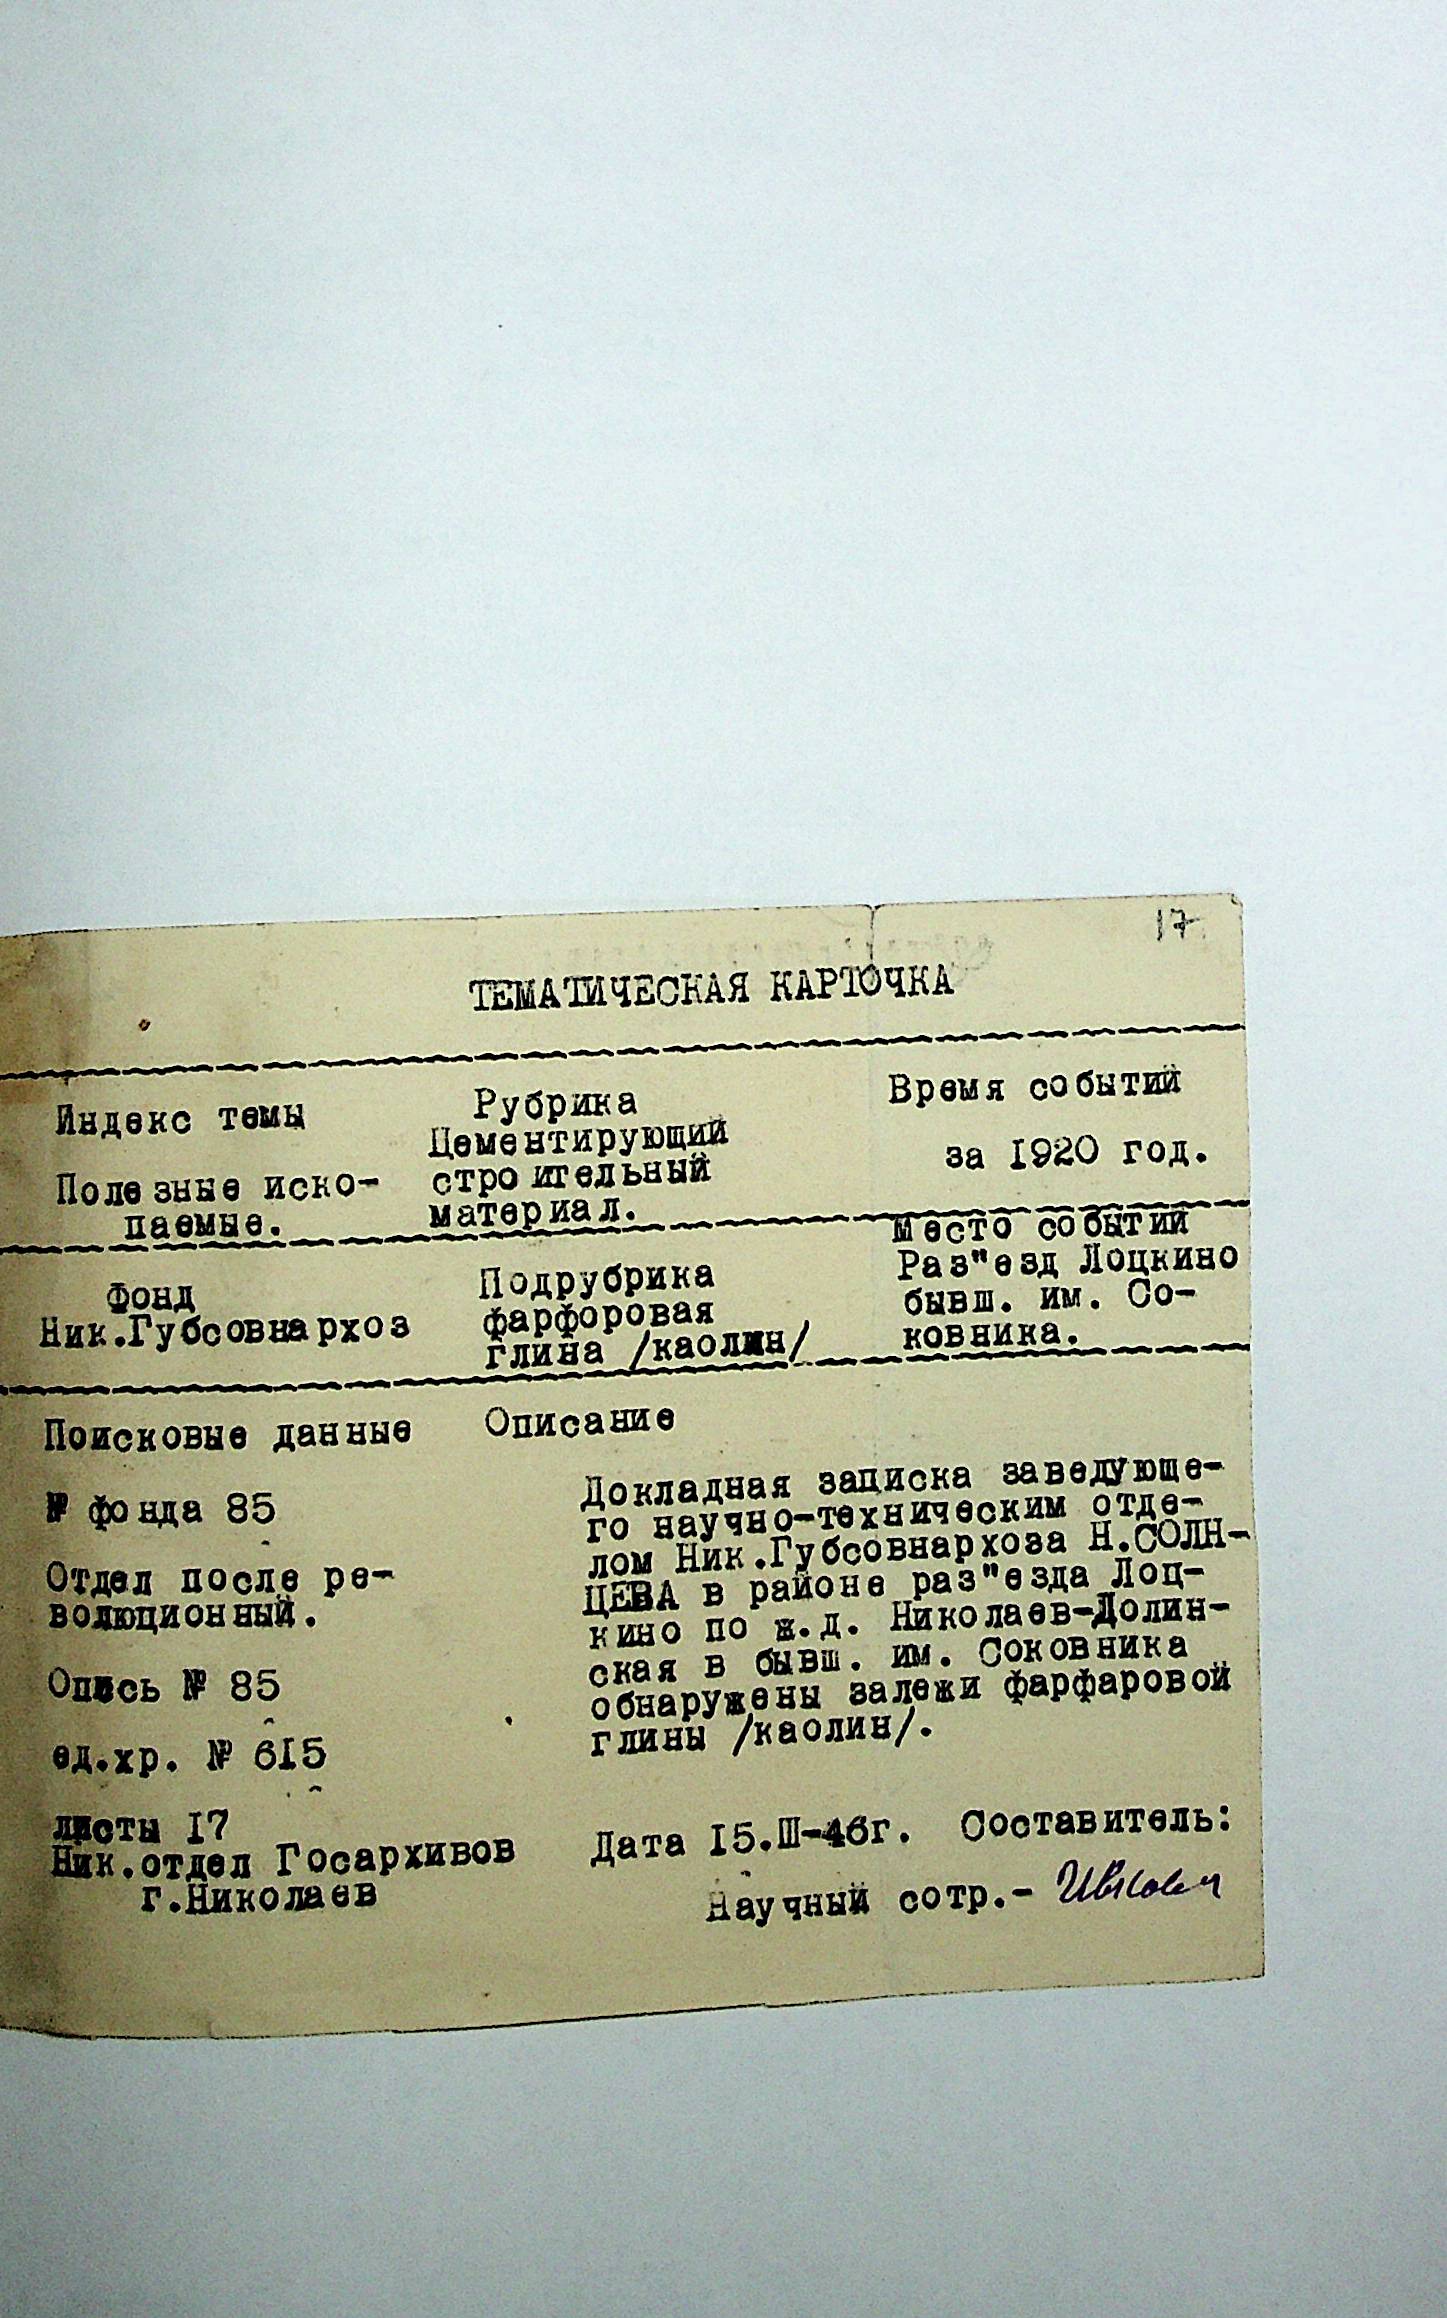 17
ТЕМАТИЧЕСКАЯ КАРТОЧКА
Индекс темы
Полезные иско-
паемые.
Рубрика
Цементирующий
строительный
материал.
Время событий
за 1920 год.
Фонд
Ник.Губсовнархоз
Подрубрика
фарфоровая
глина /каолин/
Место событий
Раз"езд Лоцкино
бывш. им. Со-
ковника.
Поисковые данные
№ фонда 85
Отдел после ре-
волюционный.
Опись № 85
ед.хр. № 615
листы 17
Ник.отдел Госархивов
г.Николаев
Описание
Докладная записка заведующе-
го научно-техническим отде-
лом Ник.Губсовнархоза Н.СОЛН-
ЦЕВА в районе раз"езда Лоц-
кино по ж.д. Николаев-Долин-
ская в бывш. им. Соковника
обнаружены залежи фарфаровой
глины /каолин/.
Дата 15.III-46г. Составитель:
Научный сотр.-